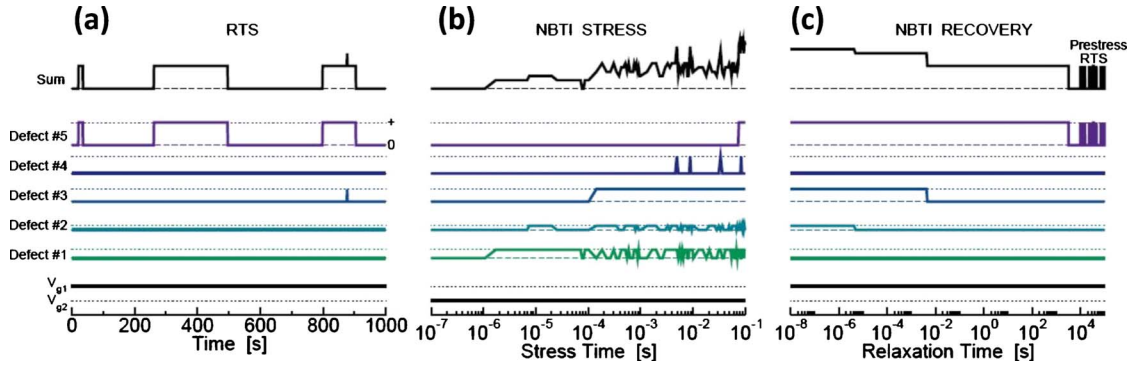 (a) RTS
(b) NBTI STRESS
(c) NBTI RECOVERY
Prestress
RTS
Sum
Defect #5
+
0
Defect #4
Defect #3
Defect #2
Defect #1
Vg1
Vg2
0 200 400 600 800 1000
Time [s]
10-7 10-6 10-5 10-4 10-3 10-2 10-1
Stress Time [s]
10-8 10-6 10-4 10-2 100 102 104
Relaxation Time [s]